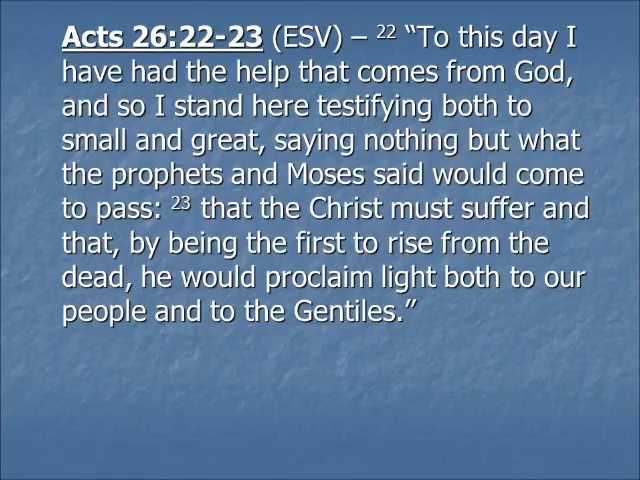 Acts 26:22-23 (ESV) – 22 “To this day I
have had the help that comes from God,
and so I stand here testifying both to
small and great, saying nothing but what
the prophets and Moses said would come
to pass: 23 that the Christ must suffer and
that, by being the first to rise from the
dead, he would proclaim light both to our
people and to the Gentiles.”